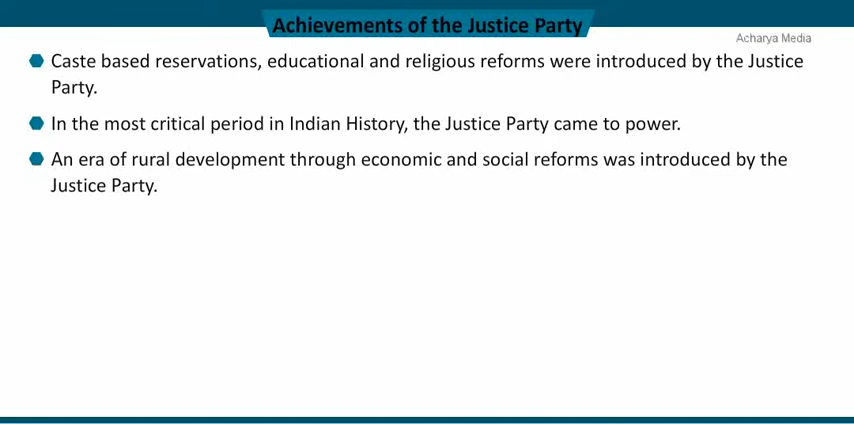 Achievements of the Justice Party
Acharya Media
Caste based reservations, educational and religious reforms were introduced by the Justice
Party.
In the most critical period in Indian History, the Justice Party came to power.
An era of rural development through economic and social reforms was introduced by the
Justice Party.